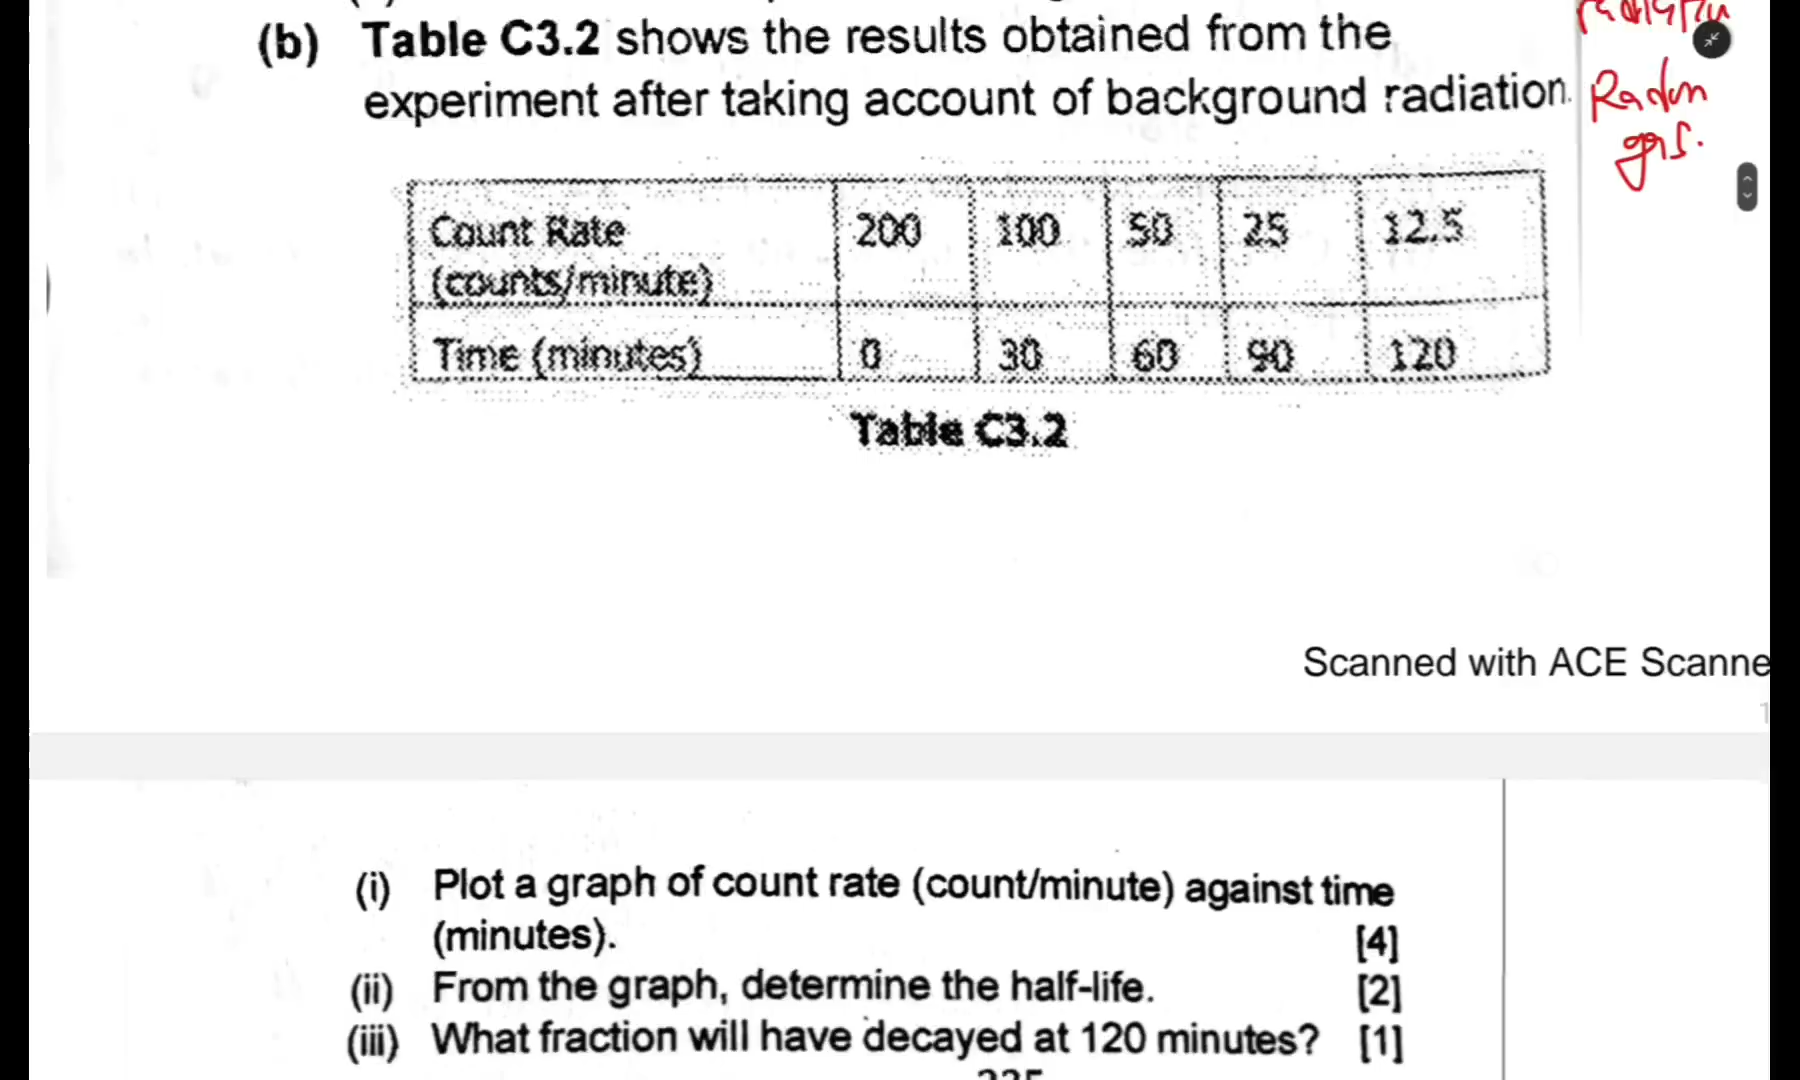 (b) Table C3.2 shows the results obtained from the
experiment after taking account of background radiation.
Radon
gas.
Count Rate (counts/minute) 200 100 50 25 12.5
Time (minutes) 0 30 60 90 120
Table C3.2
Scanned with ACE Scanne
(i) Plot a graph of count rate (count/minute) against time
(minutes). [4]
(ii) From the graph, determine the half-life. [2]
(iii) What fraction will have decayed at 120 minutes? [1]